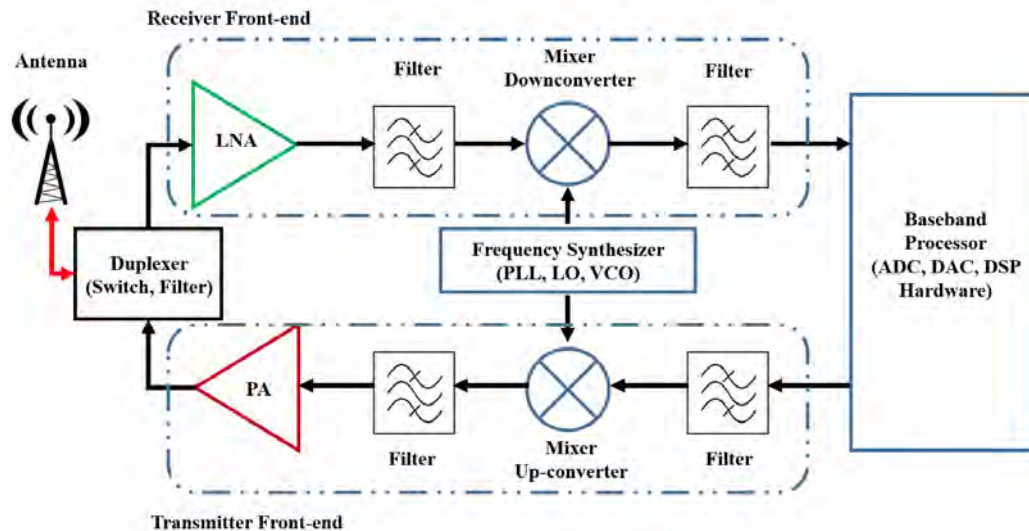 Receiver Front-end
Antenna
Filter
Mixer
Downconverter
Filter
LNA
Duplexer
(Switch, Filter)
Frequency Synthesizer
(PLL, LO, VCO)
Baseband
Processor
(ADC, DAC, DSP
Hardware)
PA
Filter
Mixer
Up-converter
Filter
Transmitter Front-end